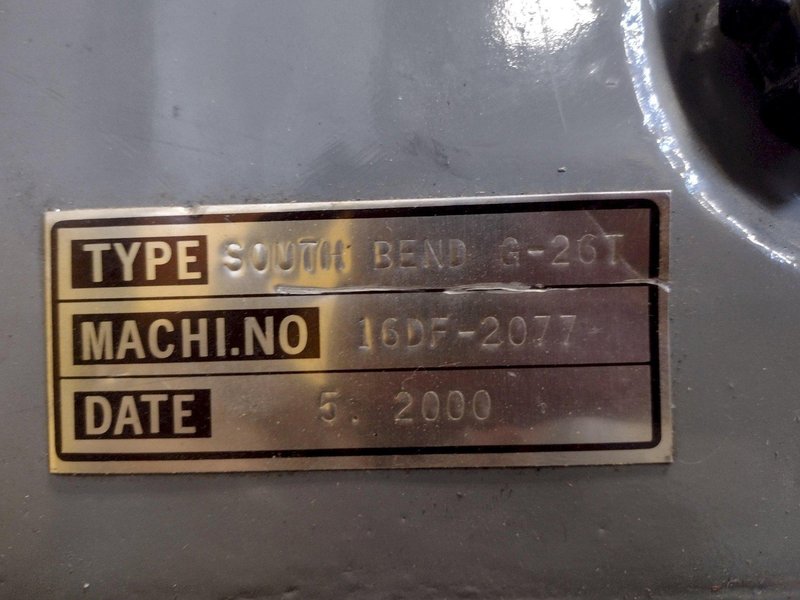 TYPE SOUTH BEND G-26T
MACHI.NO 16DF-2077
DATE 5. 2000